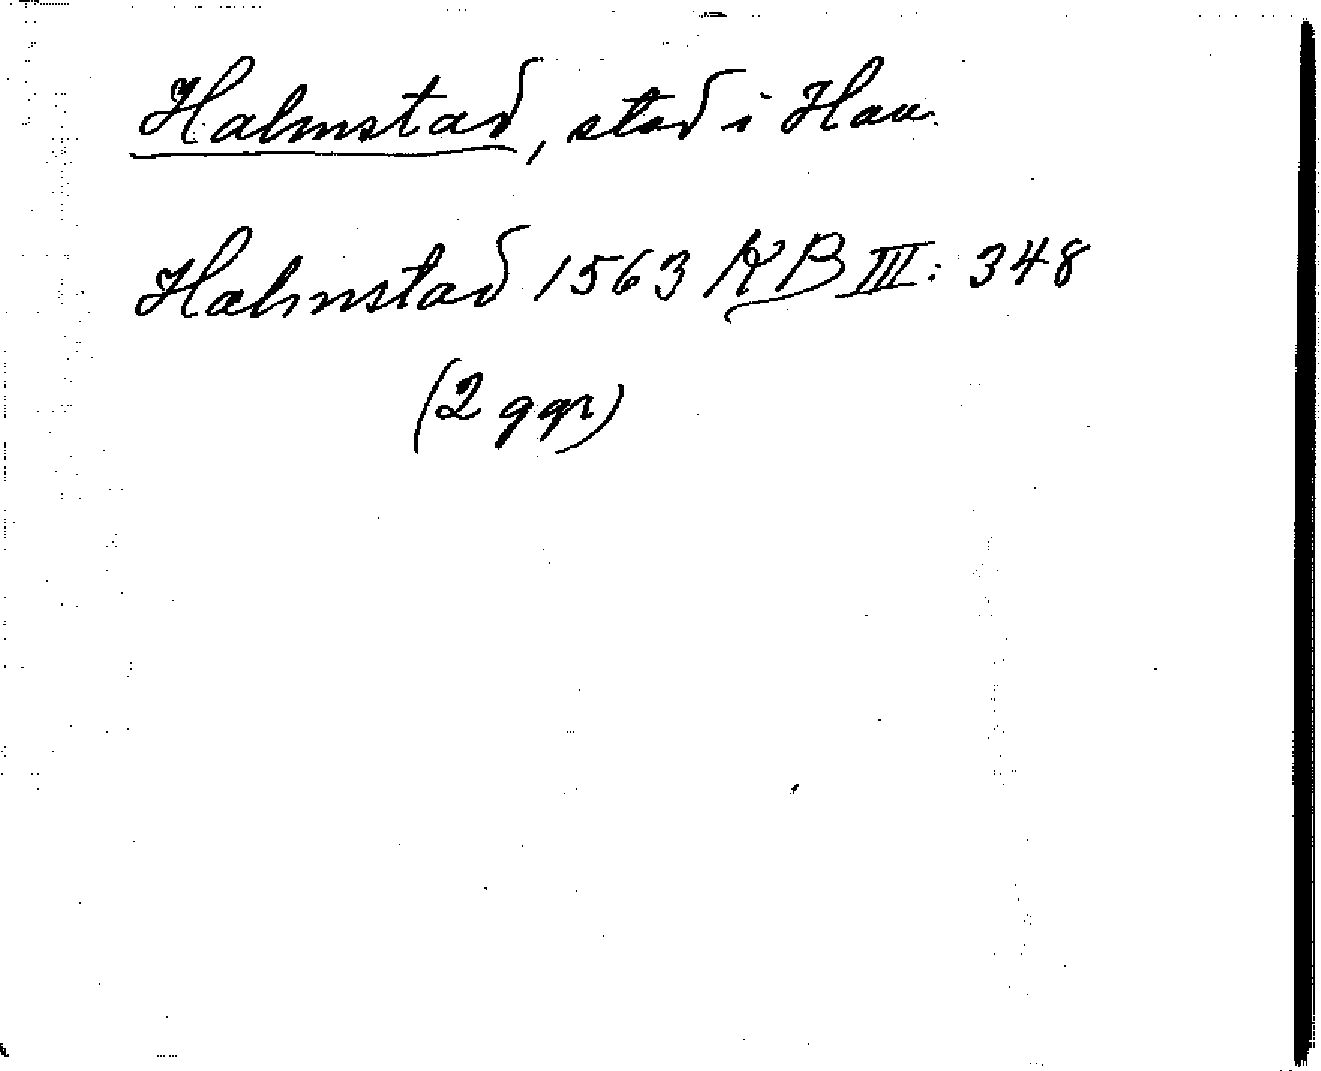 Halmstad, stad i Hall.
Halmstad 1563 KB III: 348
(2 ggr)